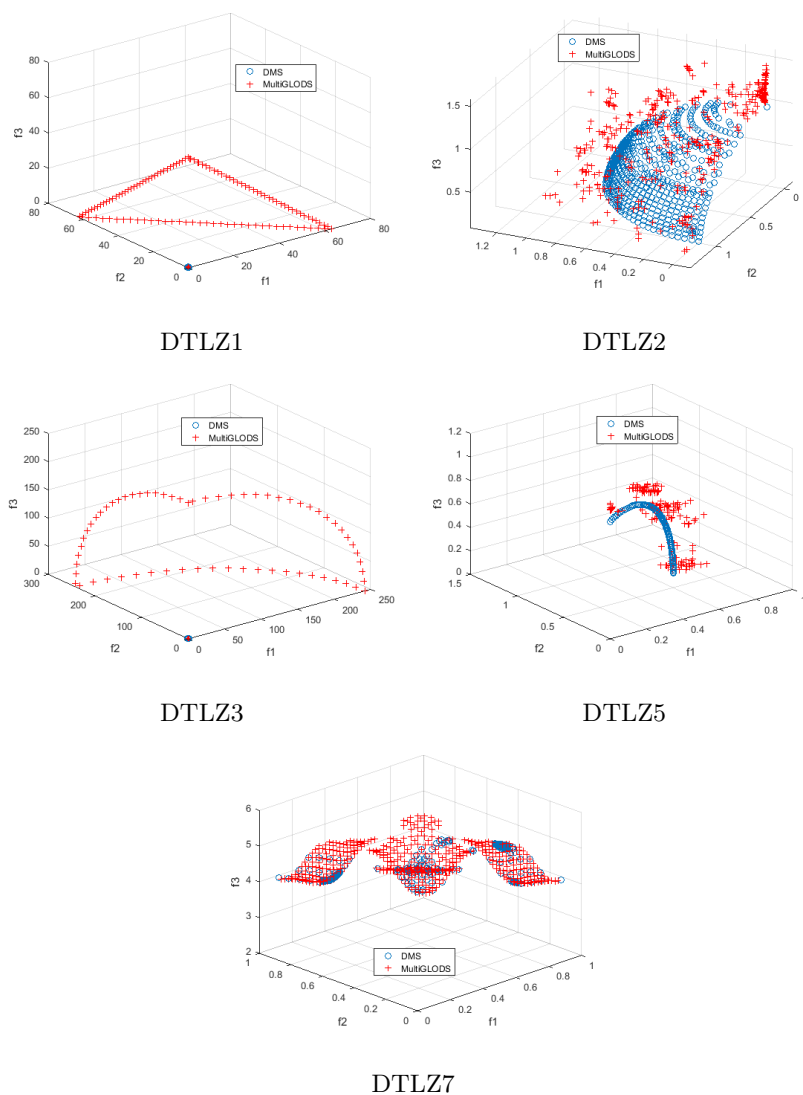 80
60
40
20
0
f3
DMS
MultiGLODS
80
60
40
20
0
f2
0
20
40
60
80
f1
DTLZ1
1.5
1
0.5
f3
DMS
MultiGLODS
1.2
1
0.8
0.6
0.4
0.2
0
f1
0
0.5
1
f2
DTLZ2
250
200
150
100
50
0
f3
DMS
MultiGLODS
300
200
100
0
f2
0
50
100
150
200
250
f1
DTLZ3
1.2
1
0.8
0.6
0.4
0.2
0
f3
DMS
MultiGLODS
1.5
1
0.5
0
f2
0
0.2
0.4
0.6
0.8
f1
DTLZ5
6
5
4
3
2
f3
DMS
MultiGLODS
1
0.8
0.6
0.4
0.2
0
f2
0
0.2
0.4
0.6
0.8
1
f1
DTLZ7